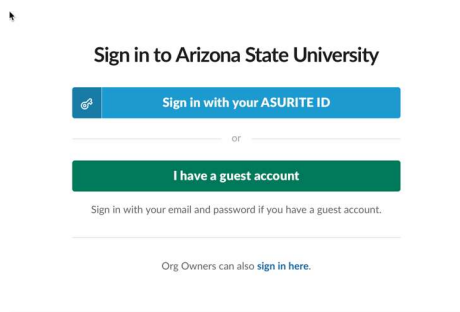 Sign in to Arizona State University
Sign in with your ASURITE ID
or
I have a guest account
Sign in with your email and password if you have a guest account.
Org Owners can also sign in here.